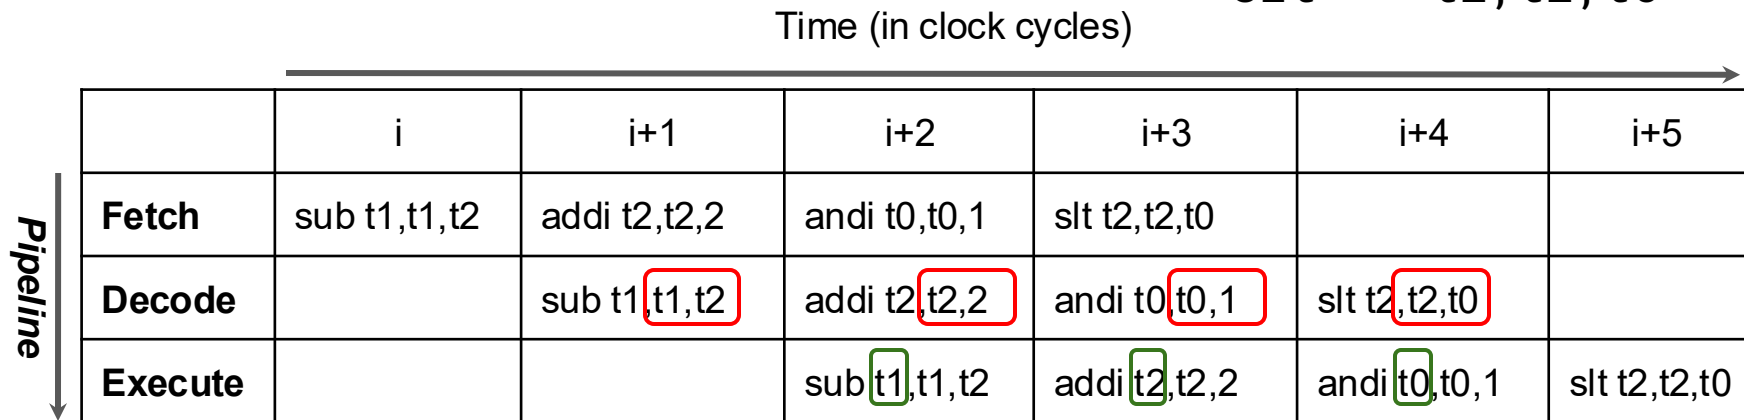 Time (in clock cycles)
i i+1 i+2 i+3 i+4 i+5
Pipeline
Fetch sub t1,t1,t2 addi t2,t2,2 andi t0,t0,1 slt t2,t2,t0
Decode sub t1,t1,t2 addi t2,t2,2 andi t0,t0,1 slt t2,t2,t0
Execute sub t1,t1,t2 addi t2,t2,2 andi t0,t0,1 slt t2,t2,t0